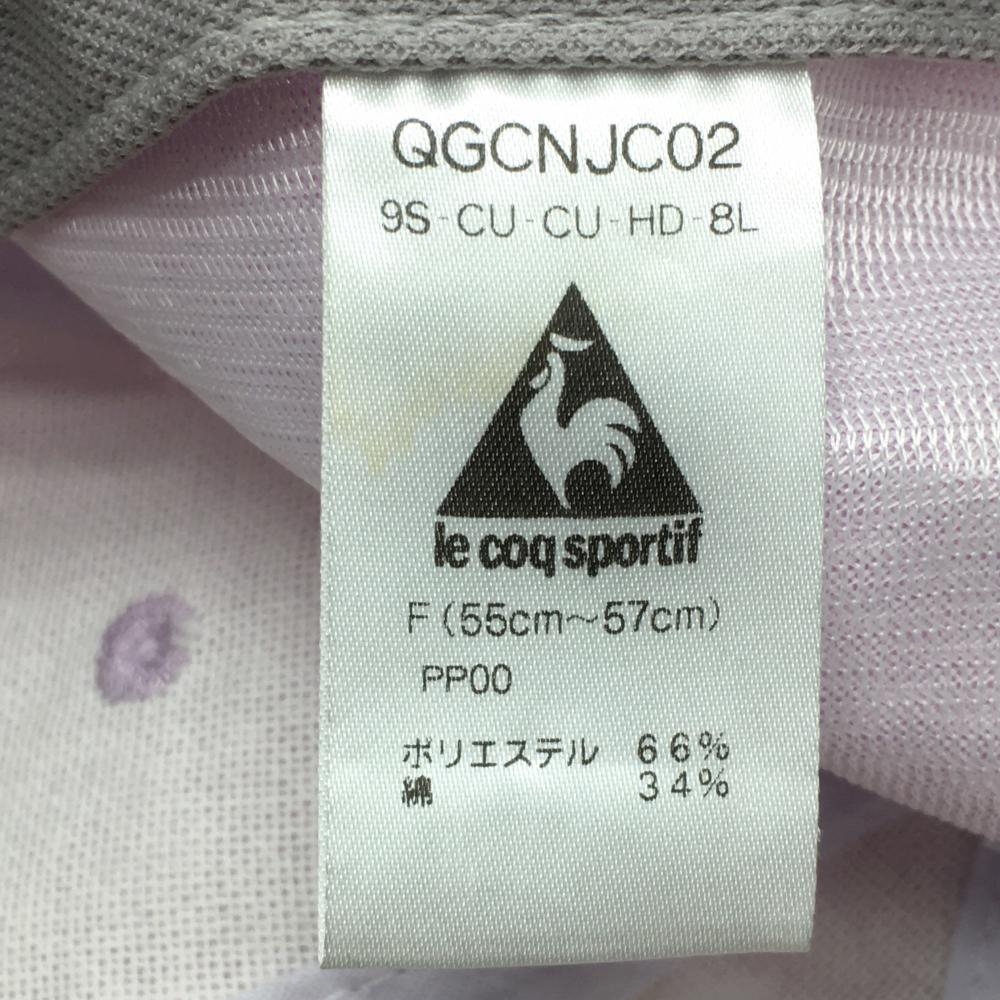 QGCNJC02
9S-CU-CU-HD-8L
le coq sportif
F(55cm〜57cm)
PP00
ポリエステル 66%
綿 34%